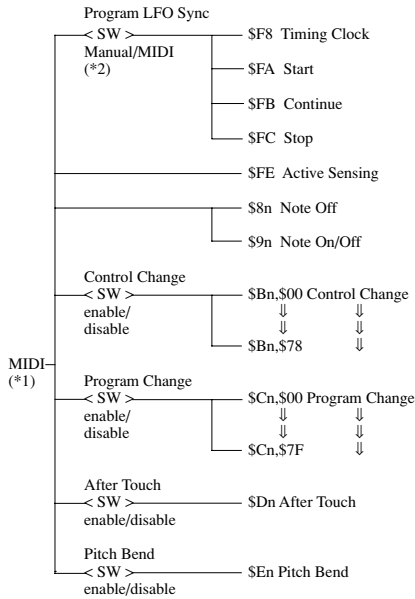 Program LFO Sync
< SW > $F8 Timing Clock
Manual/MIDI
(*2) $FA Start
$FB Continue
$FC Stop
$FE Active Sensing
$8n Note Off
$9n Note On/Off
Control Change
< SW > $Bn,$00 Control Change
enable/ ⇓ ⇓
disable ⇓ ⇓
$Bn,$78 ⇓
MIDI
(*1)
Program Change
< SW > $Cn,$00 Program Change
enable/ ⇓ ⇓
disable ⇓ ⇓
$Cn,$7F ⇓
After Touch
< SW > $Dn After Touch
enable/disable
Pitch Bend
< SW > $En Pitch Bend
enable/disable